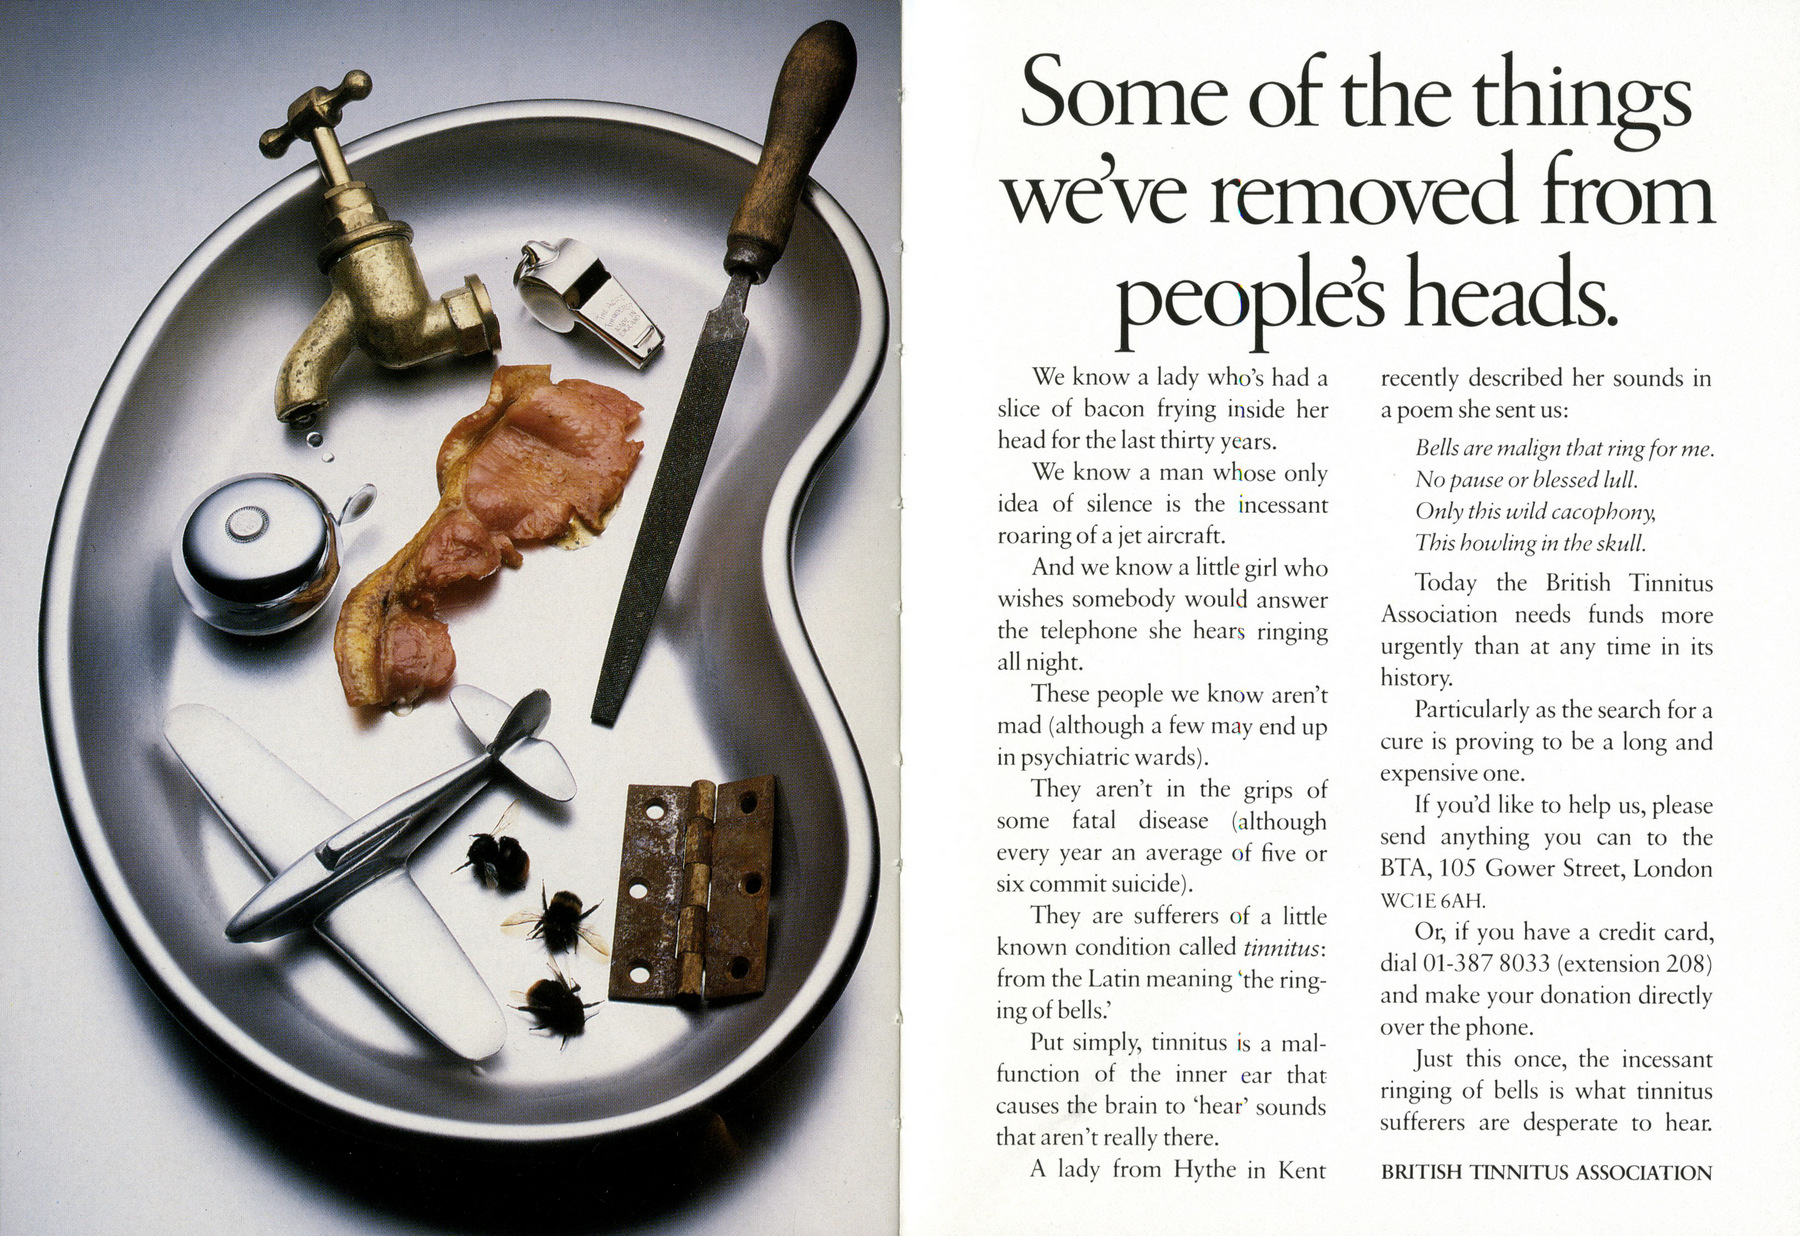 Some of the things
we've removed from
people's heads.
We know a lady who's had a
slice of bacon frying inside her
head for the last thirty years.
We know a man whose only
idea of silence is the incessant
roaring of a jet aircraft.
And we know a little girl who
wishes somebody would answer
the telephone she hears ringing
all night.
These people we know aren't
mad (although a few may end up
in psychiatric wards).
They aren't in the grips of
some fatal disease (although
every year an average of five or
six commit suicide).
They are sufferers of a little
known condition called tinnitus:
from the Latin meaning ‘the ring-
ing of bells.’
Put simply, tinnitus is a mal-
function of the inner ear that
causes the brain to ‘hear’ sounds
that aren't really there.
A lady from Hythe in Kent
recently described her sounds in
a poem she sent us:
Bells are malign that ring for me.
No pause or blessed lull.
Only this wild cacophony,
This howling in the skull.
Today the British Tinnitus
Association needs funds more
urgently than at any time in its
history.
Particularly as the search for a
cure is proving to be a long and
expensive one.
If you'd like to help us, please
send anything you can to the
BTA, 105 Gower Street, London
WC1E 6AH.
Or, if you have a credit card,
dial 01-387 8033 (extension 208)
and make your donation directly
over the phone.
Just this once, the incessant
ringing of bells is what tinnitus
sufferers are desperate to hear.
BRITISH TINNITUS ASSOCIATION